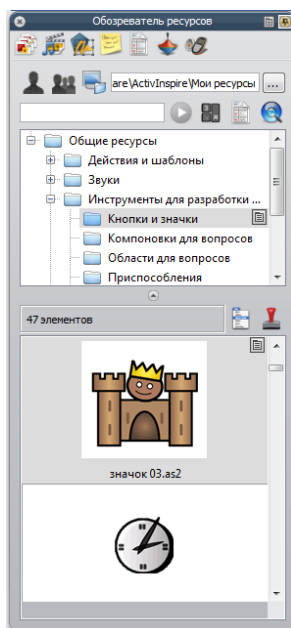 Обозреватель ресурсов
are\ActivInspire\Мои ресурсы ...
Общие ресурсы
Действия и шаблоны
Звуки
Инструменты для разработки ...
Кнопки и значки
Компоновки для вопросов
Области для вопросов
Приспособления
47 элементов
значок 03.as2